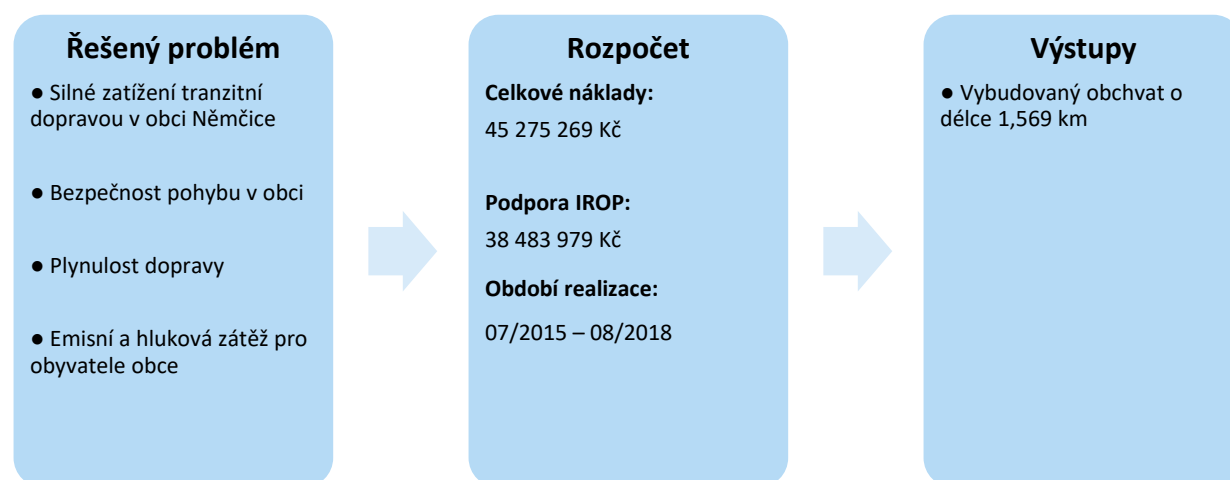 Řešený problém
● Silné zatížení tranzitní
dopravou v obci Němčice
● Bezpečnost pohybu v obci
● Plynulost dopravy
● Emisní a hluková zátěž pro
obyvatele obce
Rozpočet
Celkové náklady:
45 275 269 Kč
Podpora IROP:
38 483 979 Kč
Období realizace:
07/2015 – 08/2018
Výstupy
● Vybudovaný obchvat o
délce 1,569 km